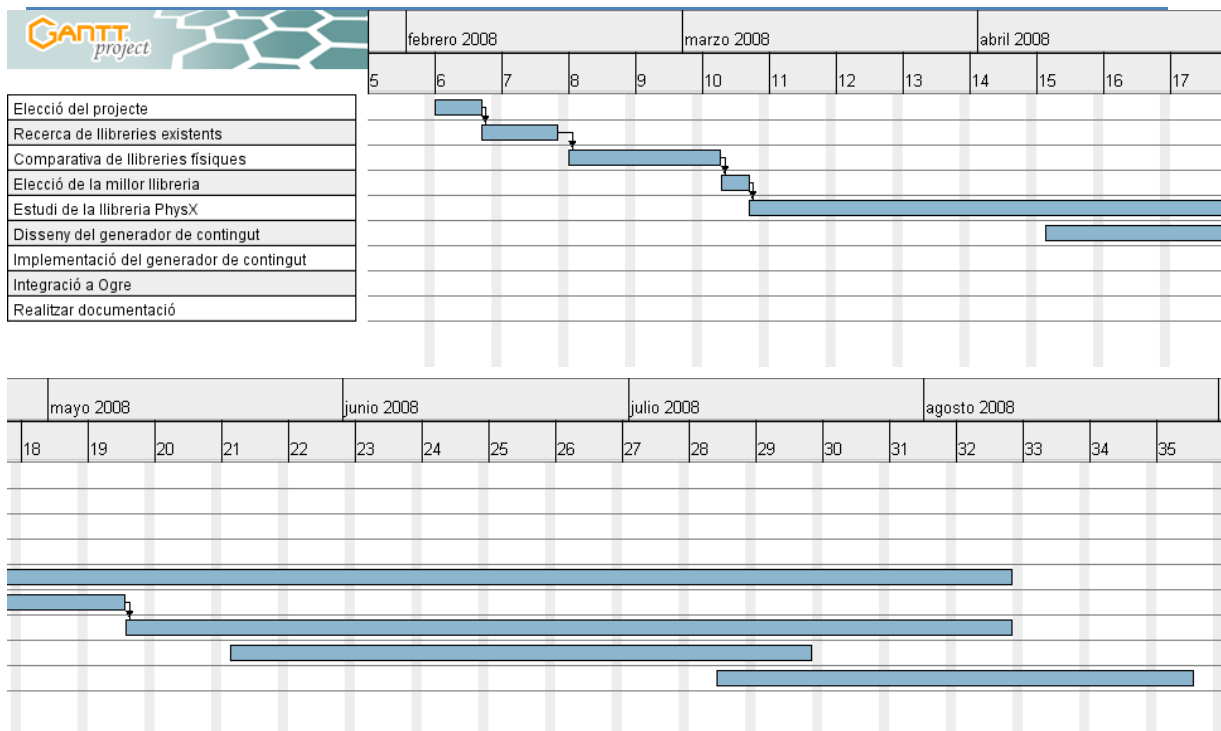 GANTT
project
febrero 2008 marzo 2008 abril 2008
5 6 7 8 9 10 11 12 13 14 15 16 17
Elecció del projecte
Recerca de llibreries existents
Comparativa de llibreries físiques
Elecció de la millor llibreria
Estudi de la llibreria PhysX
Disseny del generador de contingut
Implementació del generador de contingut
Integració a Ogre
Realitzar documentació
mayo 2008 junio 2008 julio 2008 agosto 2008
18 19 20 21 22 23 24 25 26 27 28 29 30 31 32 33 34 35